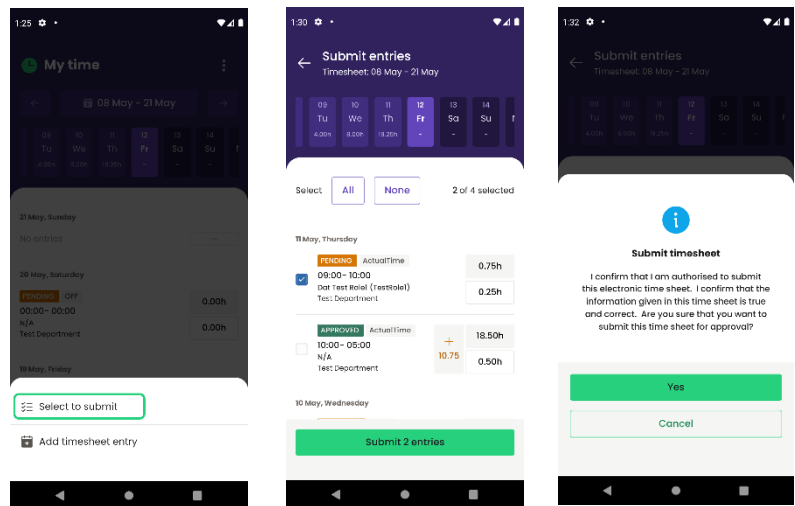 1:25
My time
08 May - 21 May
09 10 11 12 13 14
Tu We Th Fr Sa Su
4.00h 8.00h 19.25h - - -
21 May, Sunday
No entries
20 May, Saturday
PENDING OFF
00:00- 00:00
N/A
Test Department
0.00h
0.00h
19 May, Friday
Select to submit
Add timesheet entry
1:30
Submit entries
Timesheet: 08 May - 21 May
09 10 11 12 13 14
Tu We Th Fr Sa Su
4.00h 8.00h 19.25h - - -
Select All None 2 of 4 selected
11 May, Thursday
PENDING ActualTime
09:00- 10:00
Dat Test Role1 (TestRole1)
Test Department
0.75h
0.25h
APPROVED ActualTime
10:00- 05:00
N/A
Test Department
+
10.75
18.50h
0.50h
10 May, Wednesday
Submit 2 entries
1:32
Submit entries
Timesheet: 08 May - 21 May
09 10 11 12 13 14
Tu We Th Fr Sa Su
4.00h 8.00h 19.25h - - -
i
Submit timesheet
I confirm that I am authorised to submit
this electronic time sheet. I confirm that the
information given in this time sheet is true
and correct. Are you sure that you want to
submit this time sheet for approval?
Yes
Cancel